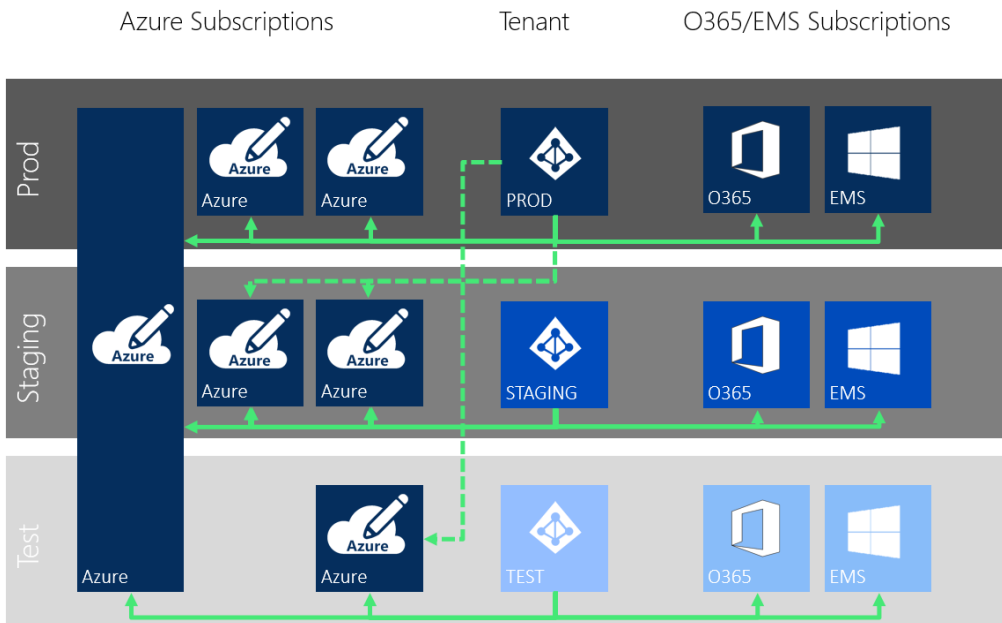 Azure Subscriptions
Tenant
O365/EMS Subscriptions
Prod
Azure
Azure
Azure
Azure
PROD
O365
EMS
Staging
Azure
Azure
Azure
Azure
Azure
STAGING
O365
EMS
Test
Azure
Azure
Azure
TEST
O365
EMS